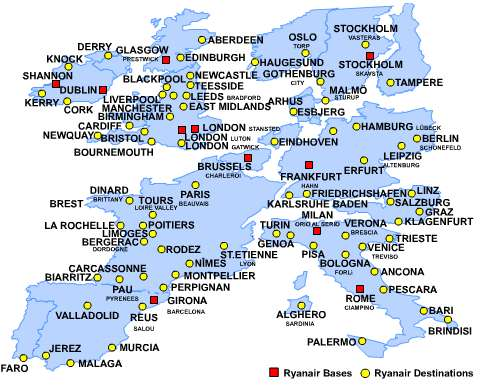 STOCKHOLM
VASTERAS
ABERDEEN
OSLO
TORP
DERRY
GLASGOW
PRESTWICK
EDINBURGH
KNOCK
HAUGESUND
STOCKHOLM
SKAVSTA
SHANNON
NEWCASTLE
GOTHENBURG
CITY
BLACKPOOL
TEESSIDE
TAMPERE
DUBLIN
LIVERPOOL
LEEDS BRADFORD
MALMO
STURUP
KERRY
MANCHESTER
EAST MIDLANDS
ARHUS
CORK
BIRMINGHAM
ESBJERG
CARDIFF
LONDON STANSTED
HAMBURG LÜBECK
NEWQUAY
BRISTOL
LONDON LUTON
EINDHOVEN
BERLIN
SCHONEFELD
BOURNEMOUTH
LONDON GATWICK
LEIPZIG
ALTENBURG
BRUSSELS
CHARLEROI
ERFURT
FRANKFURT
HAHN
DINARD
BRITTANY
PARIS
BEAUVAIS
FRIEDRICHSHAFEN
LINZ
BREST
TOURS
LOIRE VALLEY
KARLSRUHE BADEN
SALZBURG
MILAN
ORIO AL SERIO
GRAZ
LA ROCHELLE
POITIERS
TURIN
VERONA
BRESCIA
KLAGENFURT
LIMOGES
GENOA
TRIESTE
BERGERAC
DORDOGNE
RODEZ
ST.ETIENNE
LYON
PISA
VENICE
TREVISO
NÎMES
BOLOGNA
FORLI
CARCASSONNE
MONTPELLIER
ANCONA
BIARRITZ
PAU
PYRENEES
PERPIGNAN
ROME
CIAMPINO
PESCARA
GIRONA
BARCELONA
VALLADOLID
REUS
SALOU
ALGHERO
SARDINIA
BARI
BRINDISI
MURCIA
PALERMO
JEREZ
FARO
MALAGA
Ryanair Bases
Ryanair Destinations